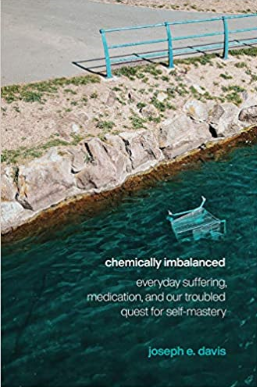 chemically imbalanced
everyday suffering,
medication, and our troubled
quest for self-mastery
joseph e. davis